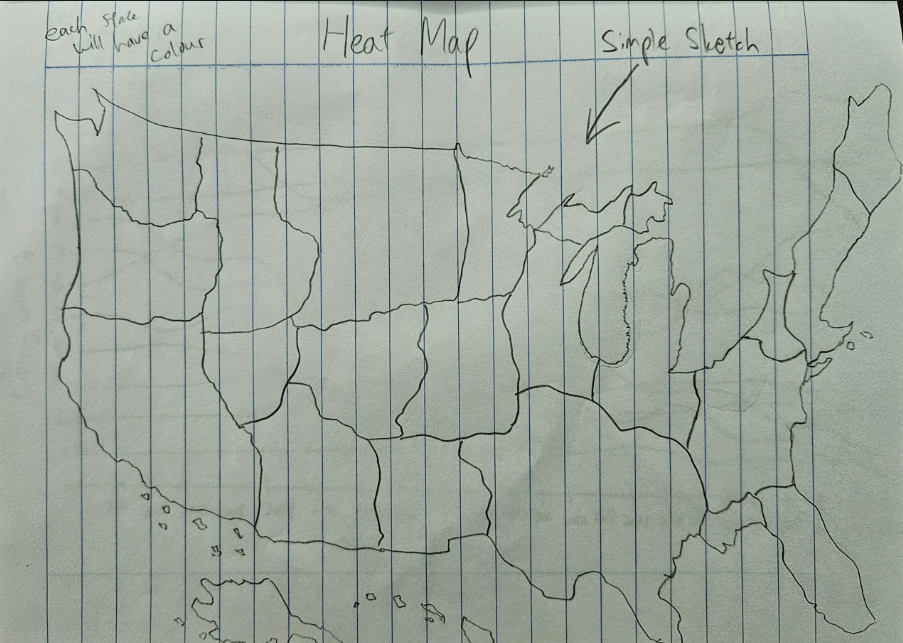 each state
will have a
colour
Heat Map
Simple Sketch